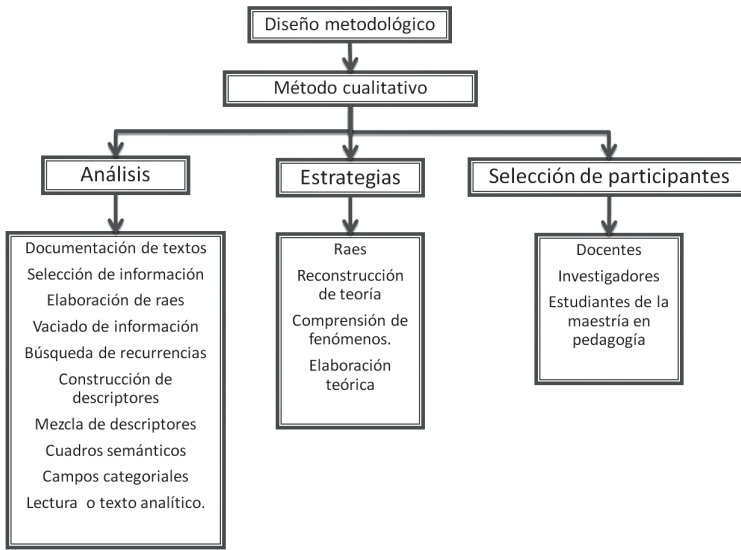 Diseño metodológico
Método cualitativo
Análisis
Estrategias
Selección de participantes
Documentación de textos
Selección de información
Elaboración de raes
Vaciado de información
Búsqueda de recurrencias
Construcción de
descriptores
Mezcla de descriptores
Cuadros semánticos
Campos categoriales
Lectura o texto analítico.
Raes
Reconstrucción
de teoría
Comprensión de
fenómenos.
Elaboración
teórica
Docentes
Investigadores
Estudiantes de la
maestría en
pedagogía